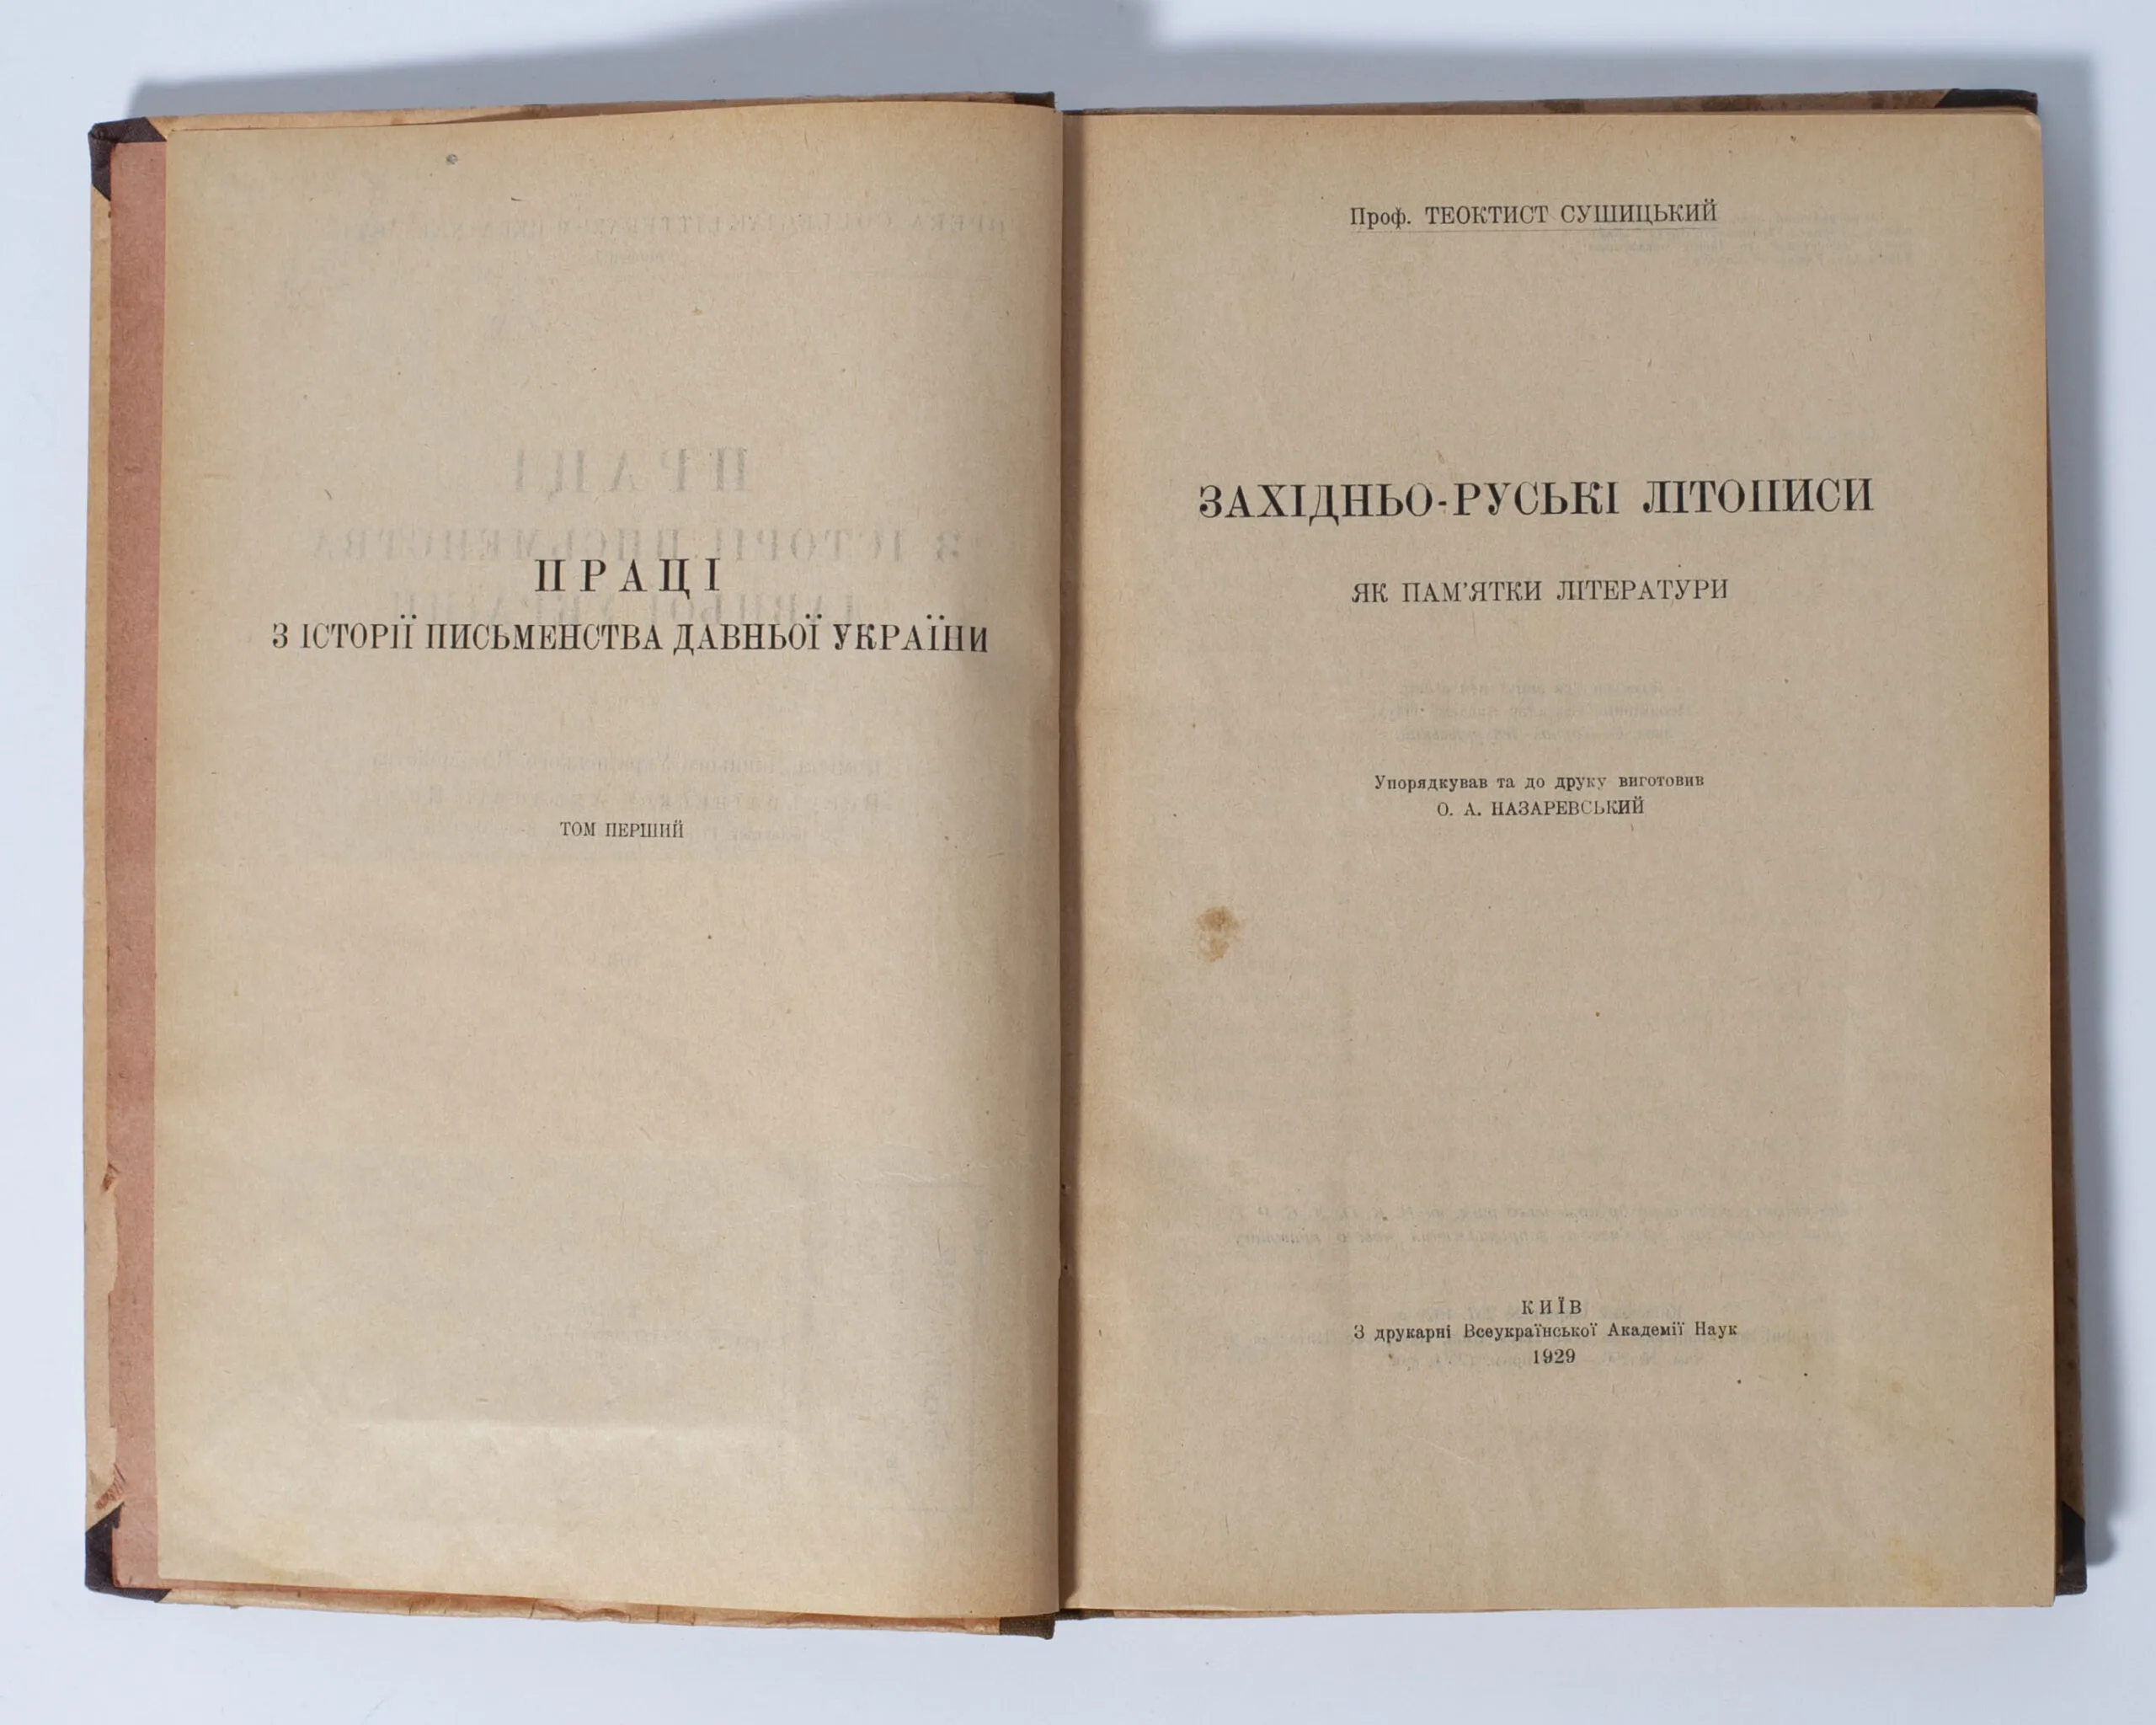 ПРАЦІ
З ІСТОРІЇ ПИСЬМЕНСТВА ДАВНЬОЇ УКРАЇНИ
ТОМ ПЕРШИЙ
Проф. ТЕОКТИСТ СУШИЦЬКИЙ
ЗАХІДНЬО-РУСЬКІ ЛІТОПИСИ
ЯК ПАМ'ЯТКИ ЛІТЕРАТУРИ
Упорядкував та до друку виготовив
О. А. НАЗАРЕВСЬКИЙ
КИЇВ
З друкарні Всеукраїнської Академії Наук
1929